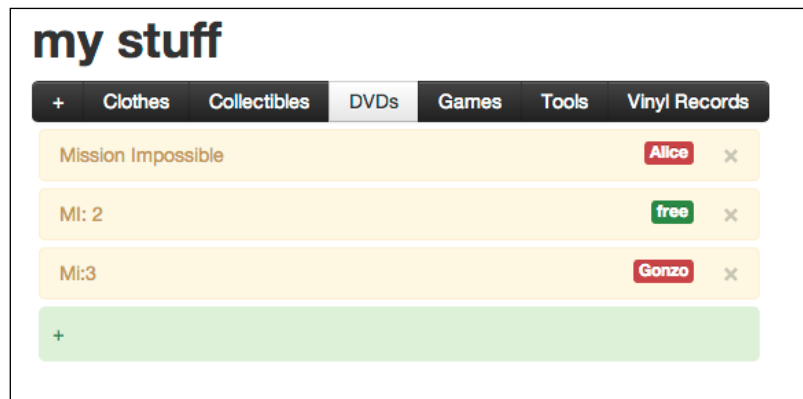 my stuff
+ Clothes Collectibles DVDs Games Tools Vinyl Records
Mission Impossible Alice ×
MI: 2 free ×
Mi:3 Gonzo ×
+